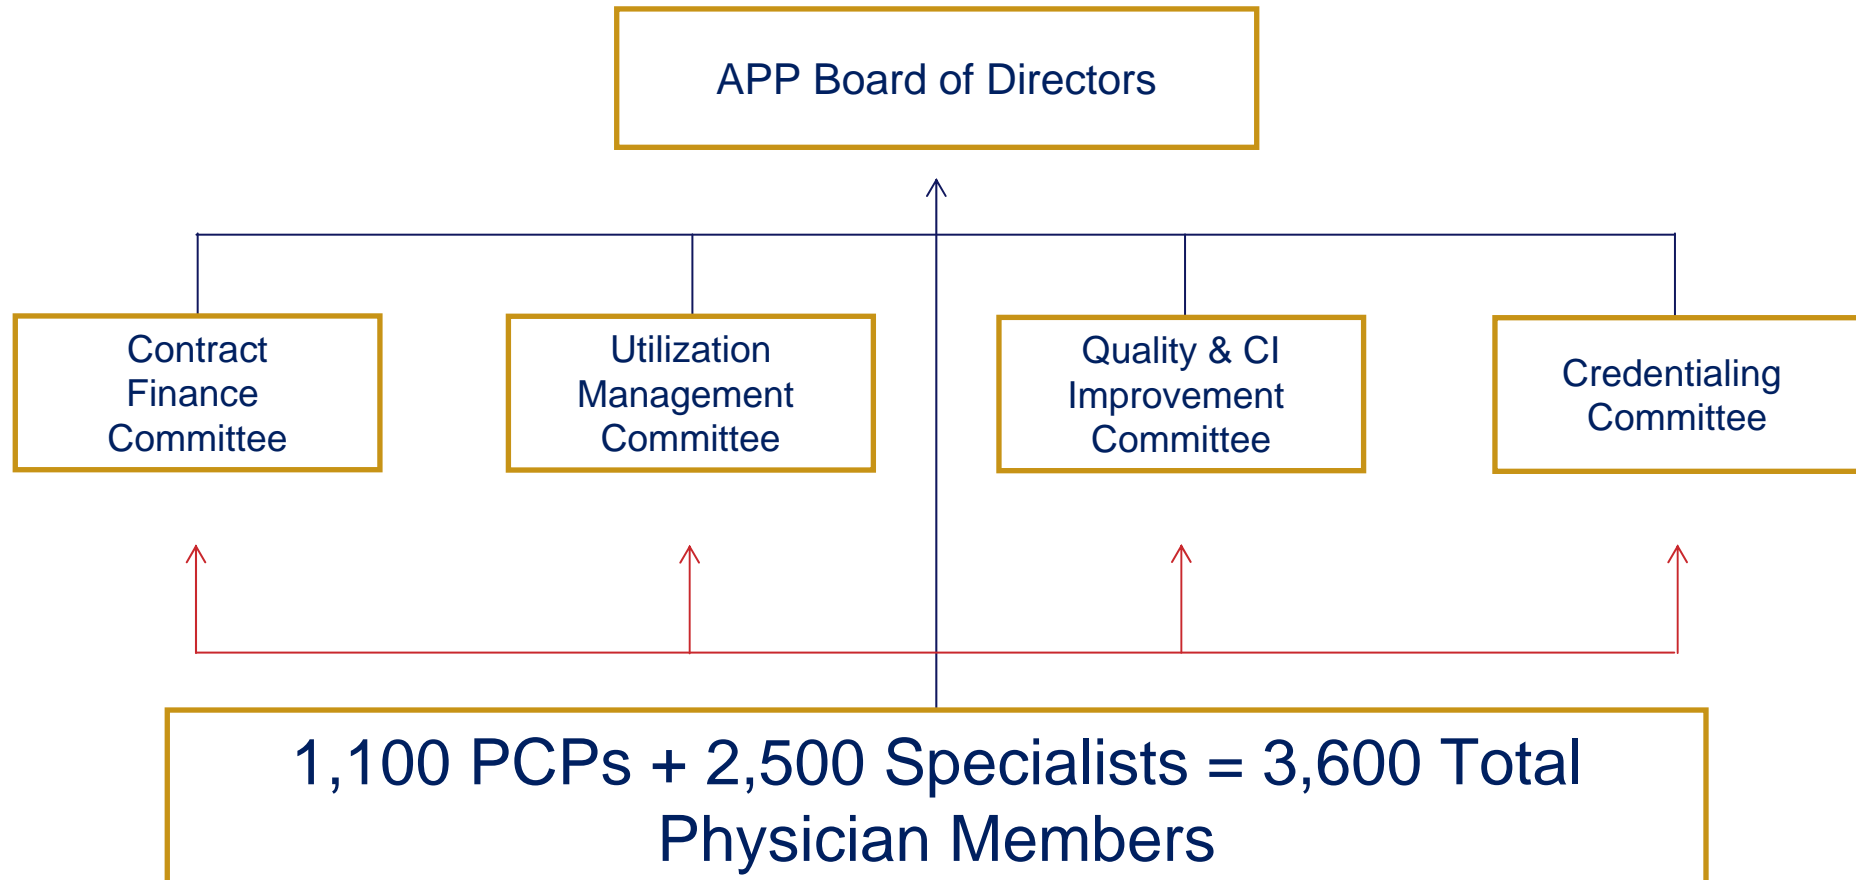 APP Board of Directors
Contract
Finance
Committee
Utilization
Management
Committee
Quality & CI
Improvement
Committee
Credentialing
Committee
1,100 PCPs + 2,500 Specialists = 3,600 Total
Physician Members